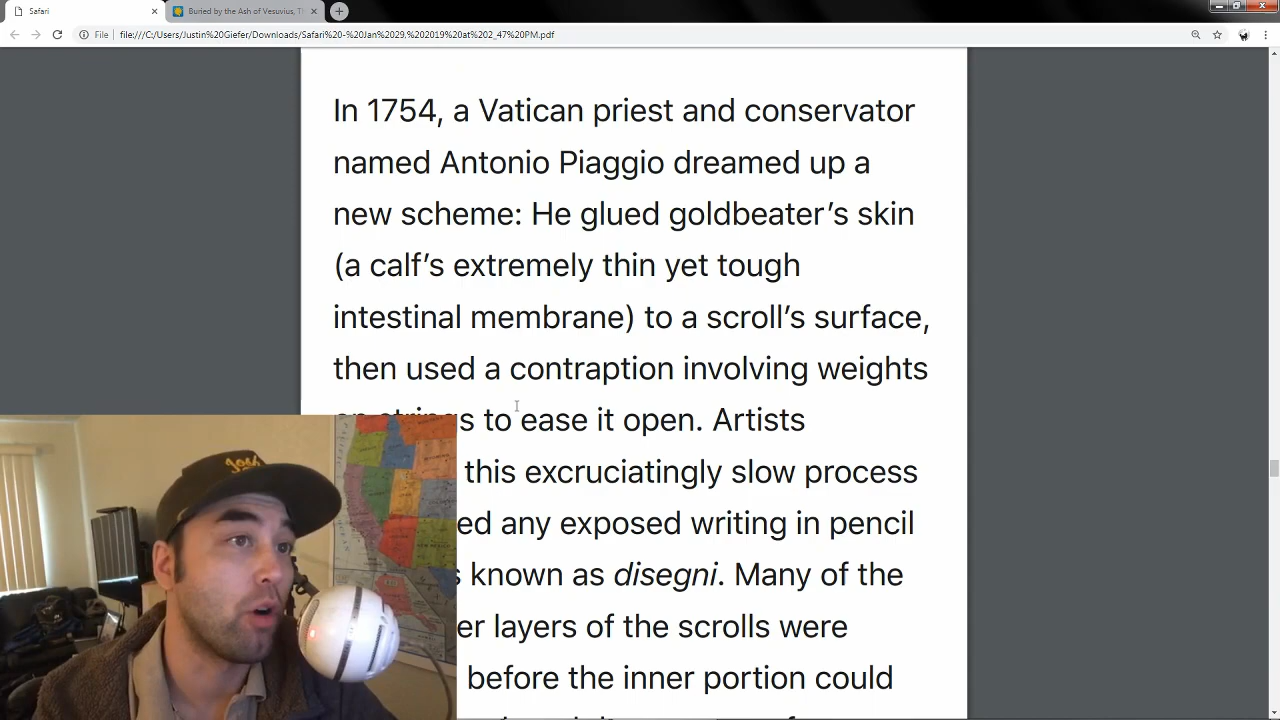 Safari
Buried by the Ash of Vesuvius, Th
File
file:///C:/Users/Justin%20Giefer/Downloads/Safari%20-%20Jan%2029,%202019%20at%202_47%20PM.pdf
In 1754, a Vatican priest and conservator
named Antonio Piaggio dreamed up a
new scheme: He glued goldbeater’s skin
(a calf’s extremely thin yet tough
intestinal membrane) to a scroll’s surface,
then used a contraption involving weights
on strings to ease it open. Artists
this excruciatingly slow process
ed any exposed writing in pencil
s known as disegni. Many of the
er layers of the scrolls were
before the inner portion could